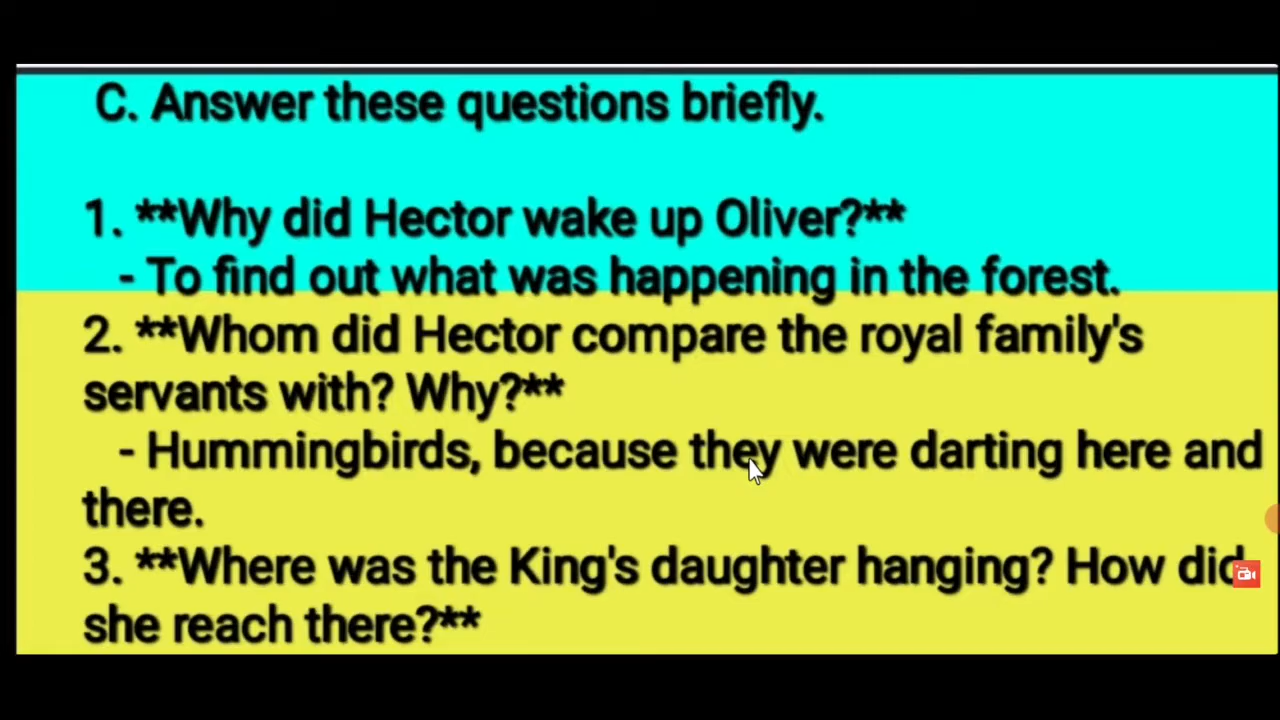 C. Answer these questions briefly.
1. **Why did Hector wake up Oliver?**
- To find out what was happening in the forest.
2. **Whom did Hector compare the royal family's
servants with? Why?**
- Hummingbirds, because they were darting here and
there.
3. **Where was the King's daughter hanging? How did
she reach there?**